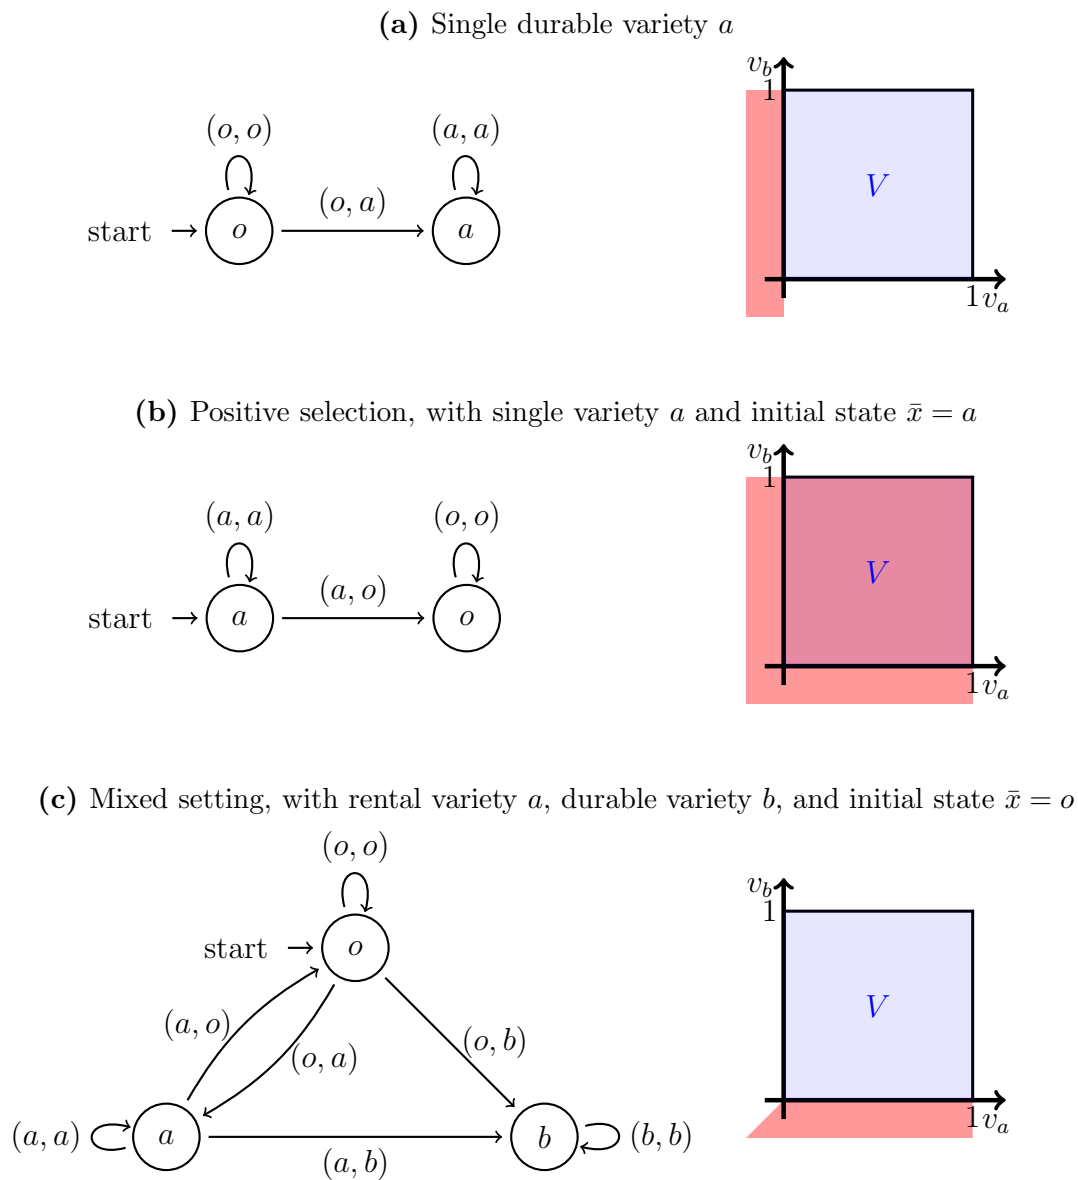 (a) Single durable variety a
v_b
1
V
1 v_a
(o, o)
(a, a)
(o, a)
start
o
a
(b) Positive selection, with single variety a and initial state x̄ = a
v_b
1
V
1 v_a
(a, a)
(o, o)
(a, o)
start
a
o
(c) Mixed setting, with rental variety a, durable variety b, and initial state x̄ = o
(o, o)
v_b
1
V
1 v_a
start
o
(a, o)
(o, a)
(o, b)
(a, a)
a
b
(b, b)
(a, b)